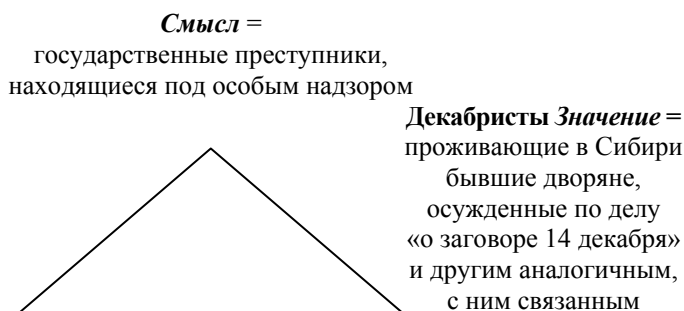 Смысл =
государственные преступники,
находящиеся под особым надзором
Декабристы Значение =
проживающие в Сибири
бывшие дворяне,
осужденные по делу
«о заговоре 14 декабря»
и другим аналогичным,
с ним связанным